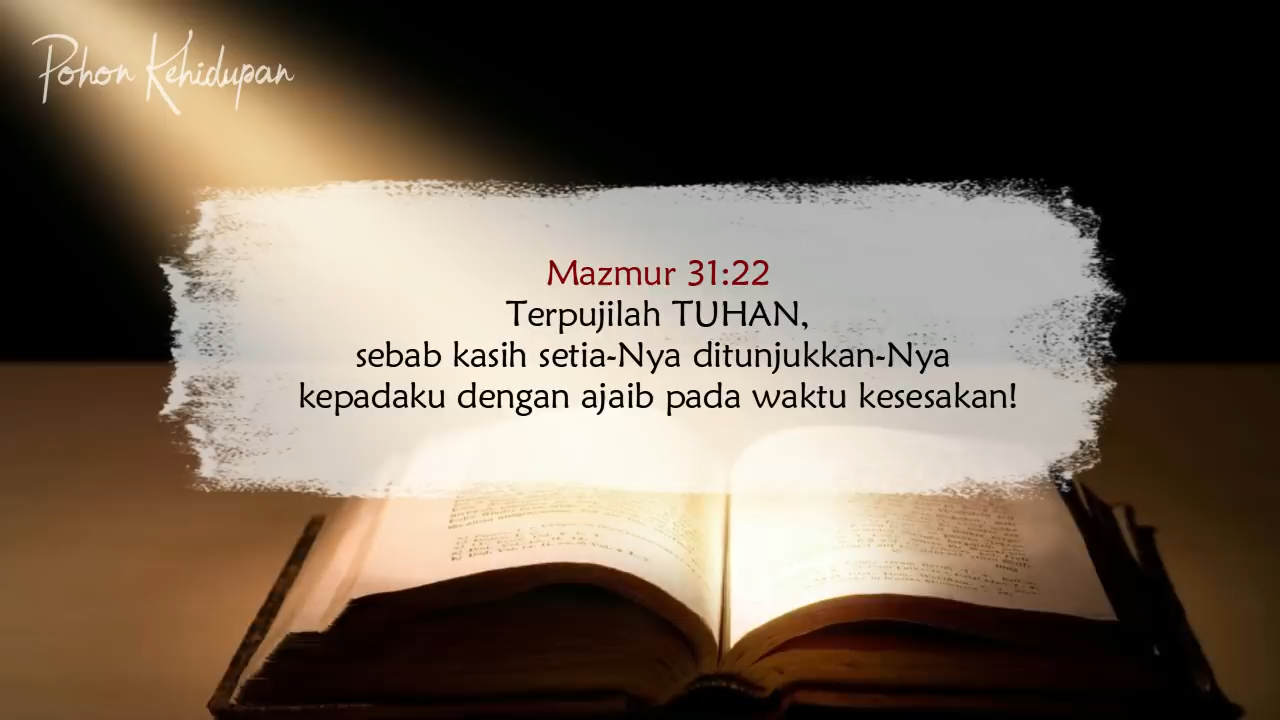 Pohon Kehidupan
Mazmur 31:22
Terpujilah TUHAN,
sebab kasih setia-Nya ditunjukkan-Nya
kepadaku dengan ajaib pada waktu kesesakan!